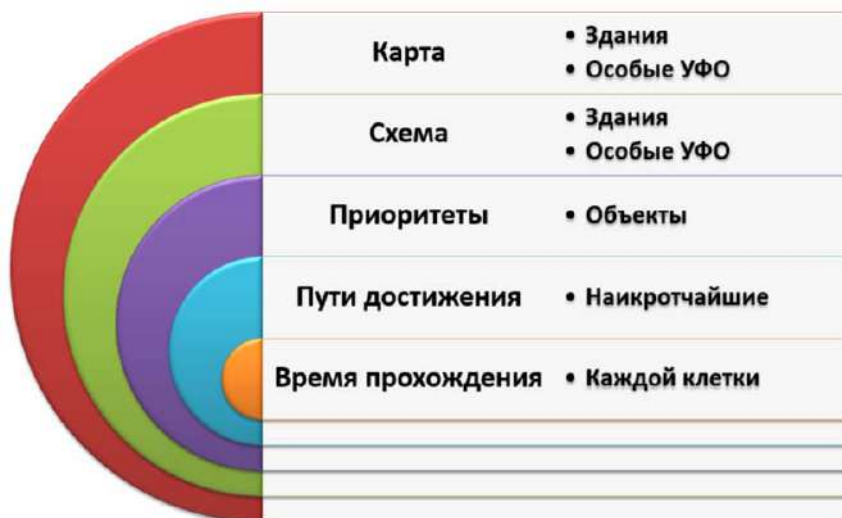 Карта
• Здания
• Особые УФО
Схема
• Здания
• Особые УФО
Приоритеты
• Объекты
Пути достижения
• Наикротчайшие
Время прохождения
• Каждой клетки